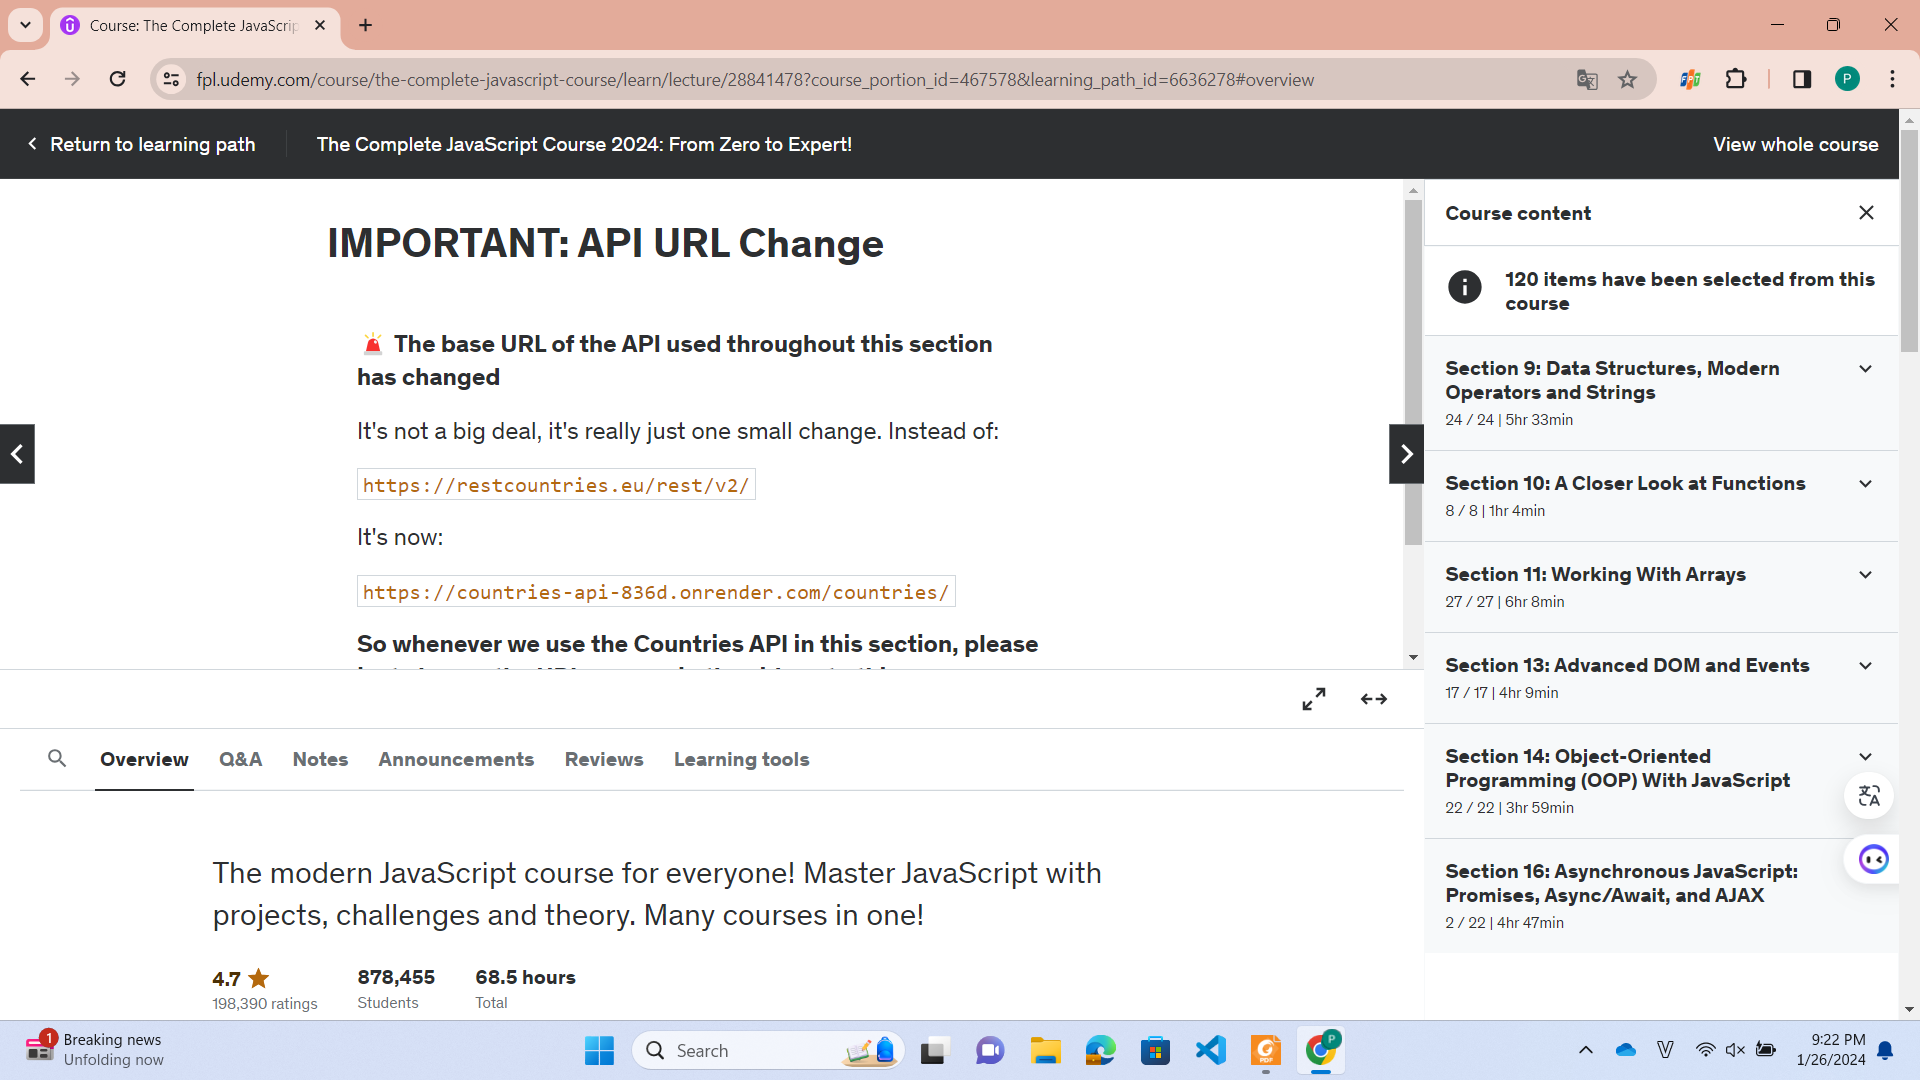 Course: The Complete JavaScrip
fpl.udemy.com/course/the-complete-javascript-course/learn/lecture/28841478?course_portion_id=467578&learning_path_id=6636278#overview
P
Return to learning path
The Complete JavaScript Course 2024: From Zero to Expert!
View whole course
IMPORTANT: API URL Change
The base URL of the API used throughout this section
has changed
It's not a big deal, it's really just one small change. Instead of:
https://restcountries.eu/rest/v2/
It's now:
https://countries-api-836d.onrender.com/countries/
So whenever we use the Countries API in this section, please
Course content
120 items have been selected from this
course
Section 9: Data Structures, Modern
Operators and Strings
24 / 24 | 5hr 33min
Section 10: A Closer Look at Functions
8 / 8 | 1hr 4min
Section 11: Working With Arrays
27 / 27 | 6hr 8min
Section 13: Advanced DOM and Events
17 / 17 | 4hr 9min
Section 14: Object-Oriented
Programming (OOP) With JavaScript
22 / 22 | 3hr 59min
Section 16: Asynchronous JavaScript:
Promises, Async/Await, and AJAX
2 / 22 | 4hr 47min
Overview Q&A Notes Announcements Reviews Learning tools
The modern JavaScript course for everyone! Master JavaScript with
projects, challenges and theory. Many courses in one!
4.7 878,455 68.5 hours
198,390 ratings Students Total
1
Breaking news
Unfolding now
Search
PDF
P
V
9:22 PM
1/26/2024